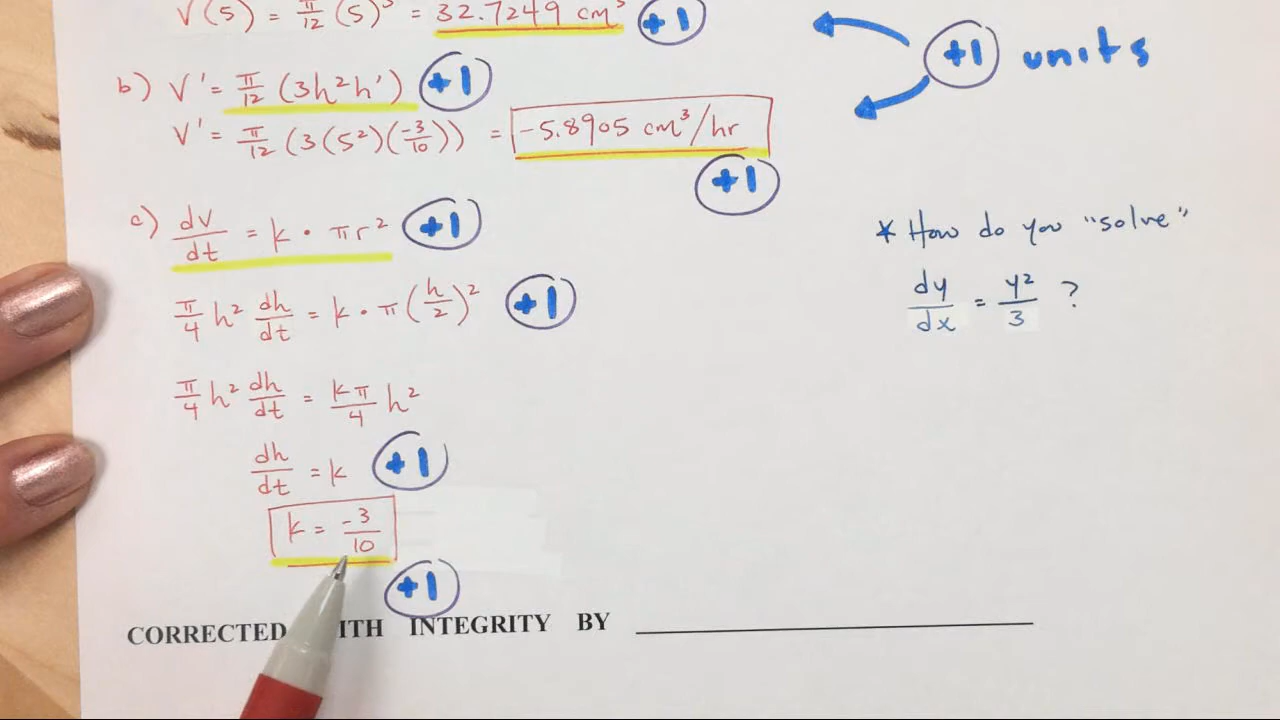 V(5) = π/12 (5)³ = 32.7249 cm³ +1
+1 units
b) V' = π/12 (3h²h') +1
V' = π/12 (3(5²)(-3/10)) = -5.8905 cm³/hr
+1
c) dv/dt = k · πr² +1
* How do you "solve"
dy/dx = y²/3 ?
π/4 h² dh/dt = k · π(h/2)² +1
π/4 h² dh/dt = kπ/4 h²
dh/dt = k +1
k = -3/10
+1
CORRECTED ITH INTEGRITY BY